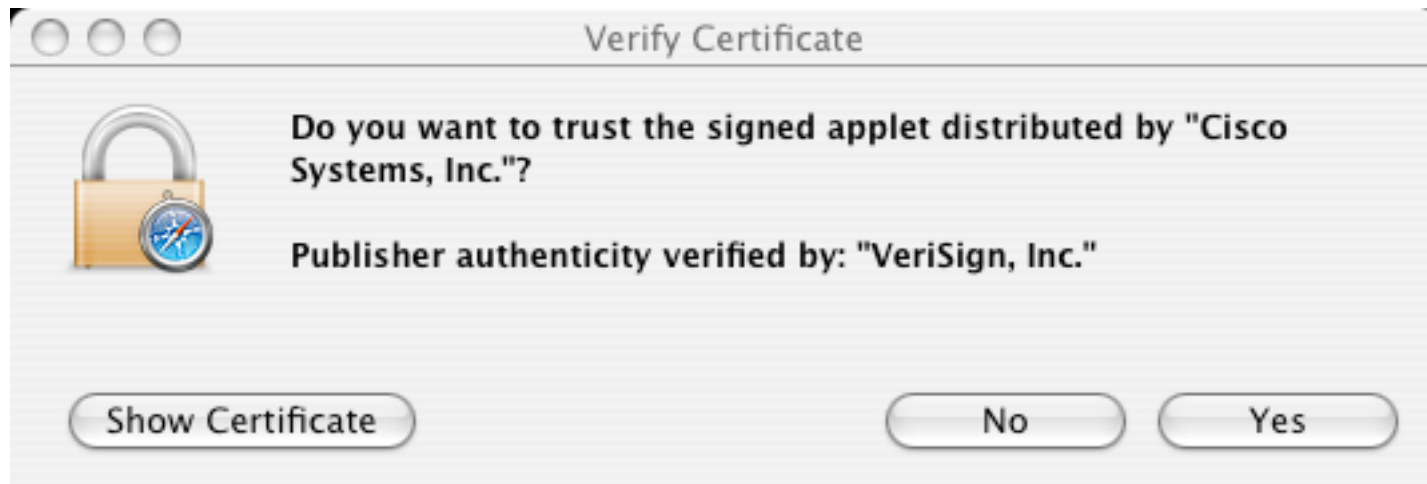 Verify Certificate
Do you want to trust the signed applet distributed by "Cisco
Systems, Inc."?
Publisher authenticity verified by: "VeriSign, Inc."
Show Certificate
No
Yes